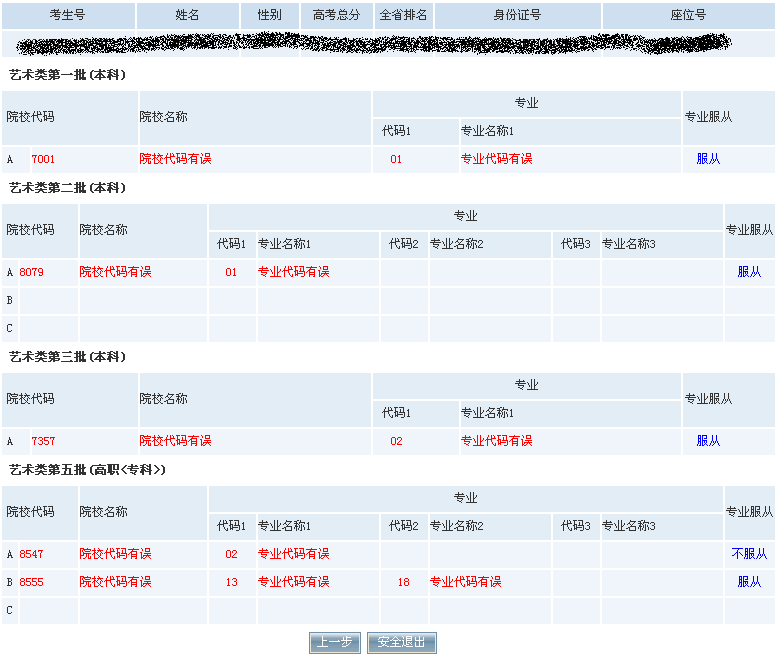 考生号 姓名 性别 高考总分 全省排名 身份证号 座位号
艺术类第一批(本科)
院校代码 院校名称 专业 专业服从
代码1 专业名称1
A 7001 院校代码有误 01 专业代码有误 服从
艺术类第二批(本科)
院校代码 院校名称 专业 专业服从
代码1 专业名称1 代码2 专业名称2 代码3 专业名称3
A 8079 院校代码有误 01 专业代码有误 服从
B
C
艺术类第三批(本科)
院校代码 院校名称 专业 专业服从
代码1 专业名称1
A 7357 院校代码有误 02 专业代码有误 服从
艺术类第五批(高职<专科>)
院校代码 院校名称 专业 专业服从
代码1 专业名称1 代码2 专业名称2 代码3 专业名称3
A 8547 院校代码有误 02 专业代码有误 不服从
B 8555 院校代码有误 13 专业代码有误 18 专业代码有误 服从
C
上一步 安全退出